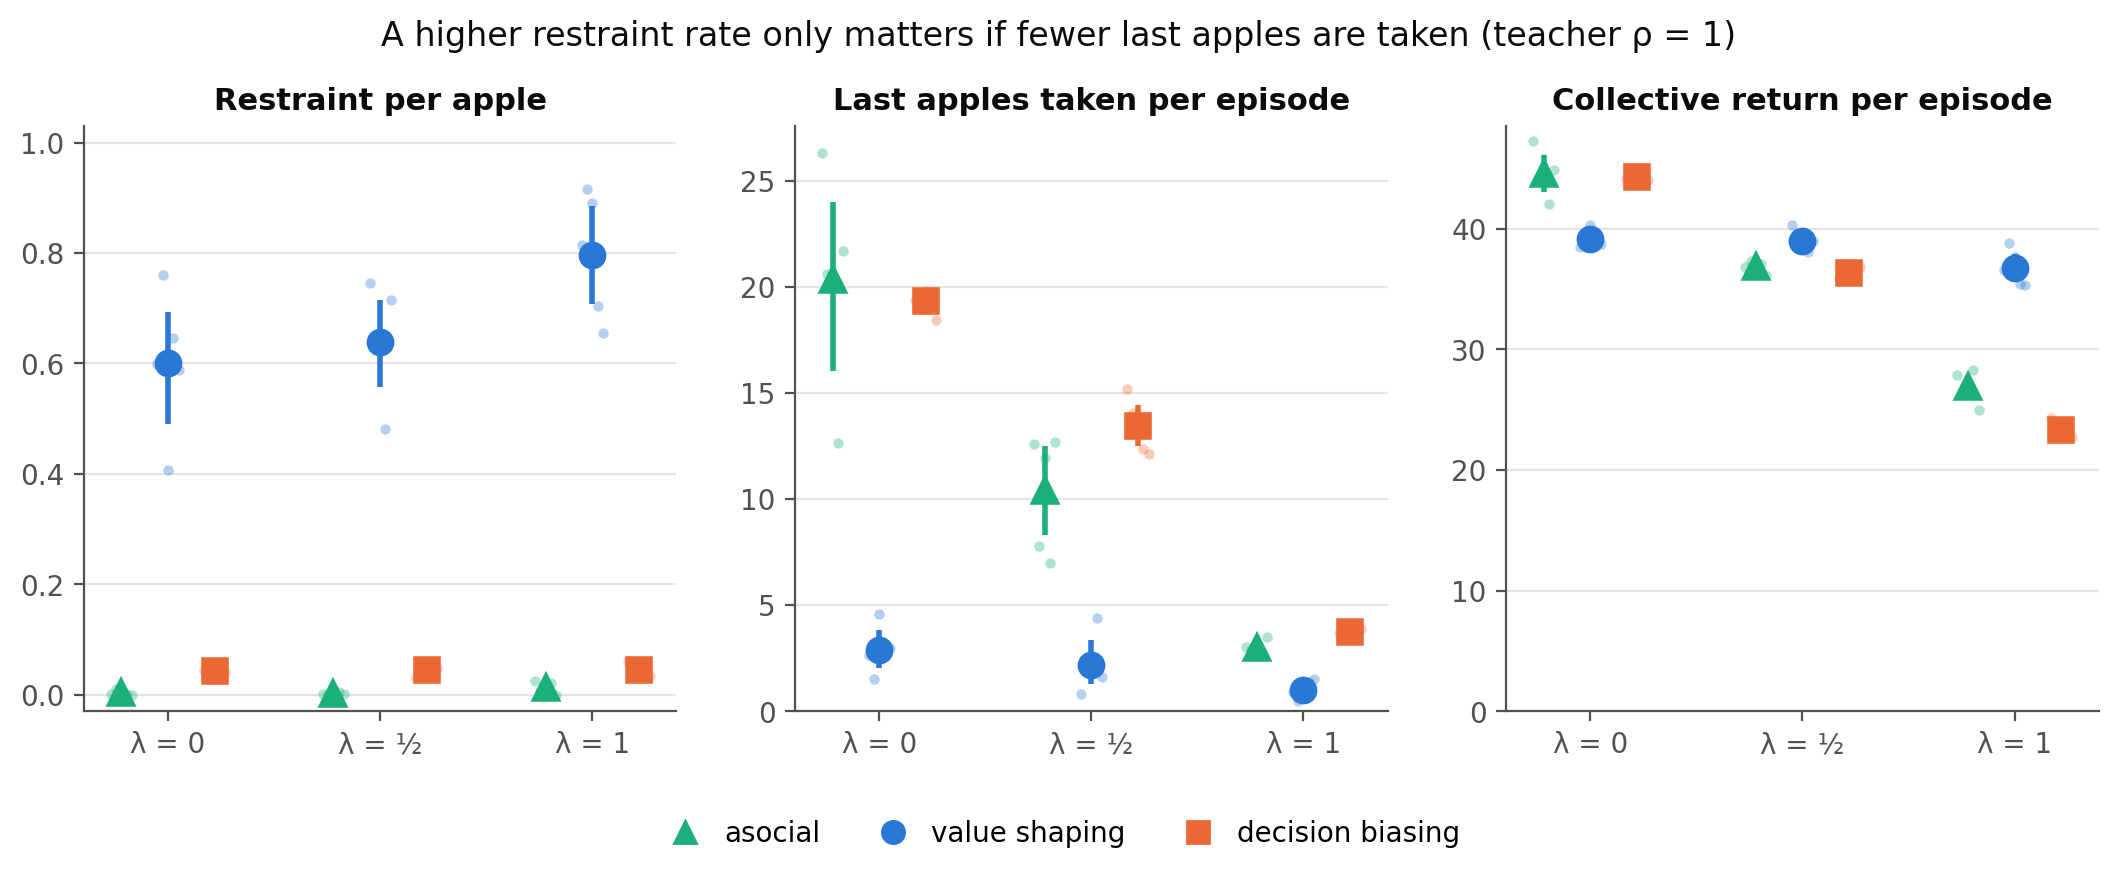 A higher restraint rate only matters if fewer last apples are taken (teacher ρ = 1)
Restraint per apple
1.0
0.8
0.6
0.4
0.2
0.0
λ = 0
λ = ½
λ = 1
Last apples taken per episode
25
20
15
10
5
0
λ = 0
λ = ½
λ = 1
Collective return per episode
40
30
20
10
0
λ = 0
λ = ½
λ = 1
asocial
value shaping
decision biasing